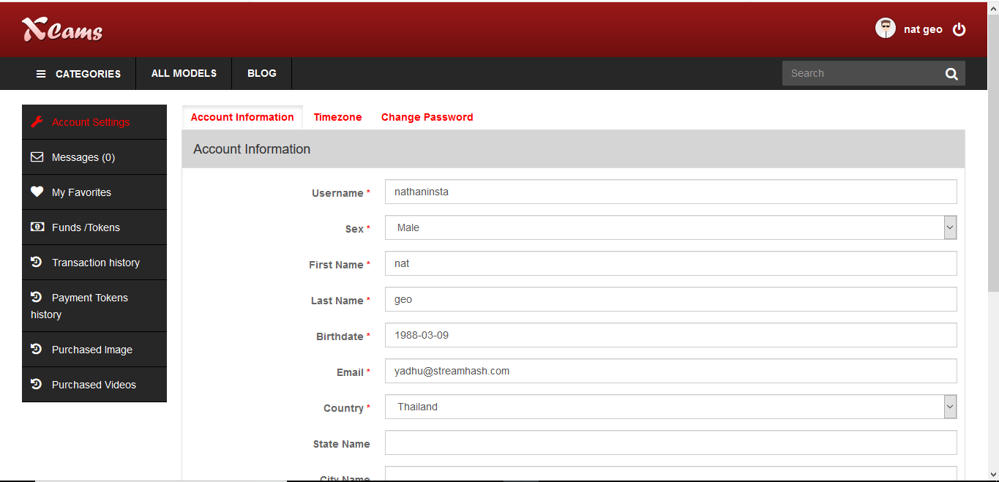 XCams
nat geo
CATEGORIES
ALL MODELS
BLOG
Search
Account Settings
Messages (0)
My Favorites
Funds /Tokens
Transaction history
Payment Tokens
history
Purchased Image
Purchased Videos
Account Information
Timezone
Change Password
Account Information
Username * nathaninsta
Sex * Male
First Name * nat
Last Name * geo
Birthdate * 1988-03-09
Email * yadhu@streamhash.com
Country * Thailand
State Name
City Name